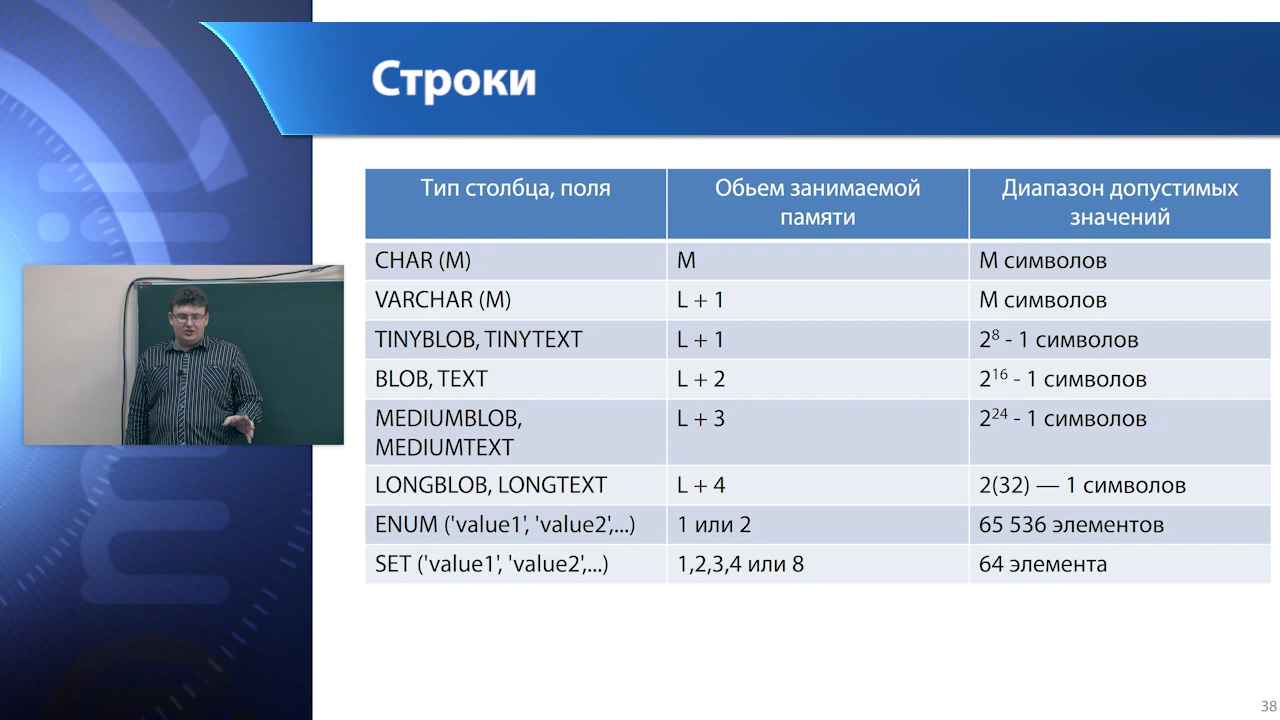 Строки
Тип столбца, поля
Обьем занимаемой
памяти
Диапазон допустимых
значений
CHAR (M)
M
М символов
VARCHAR (M)
L + 1
М символов
TINYBLOB, TINYTEXT
L + 1
2⁸ - 1 символов
BLOB, TEXT
L + 2
2¹⁶ - 1 символов
MEDIUMBLOB,
MEDIUMTEXT
L + 3
2²⁴ - 1 символов
LONGBLOB, LONGTEXT
L + 4
2(32) — 1 символов
ENUM ('value1', 'value2',...)
1 или 2
65 536 элементов
SET ('value1', 'value2',...)
1,2,3,4 или 8
64 элемента
38